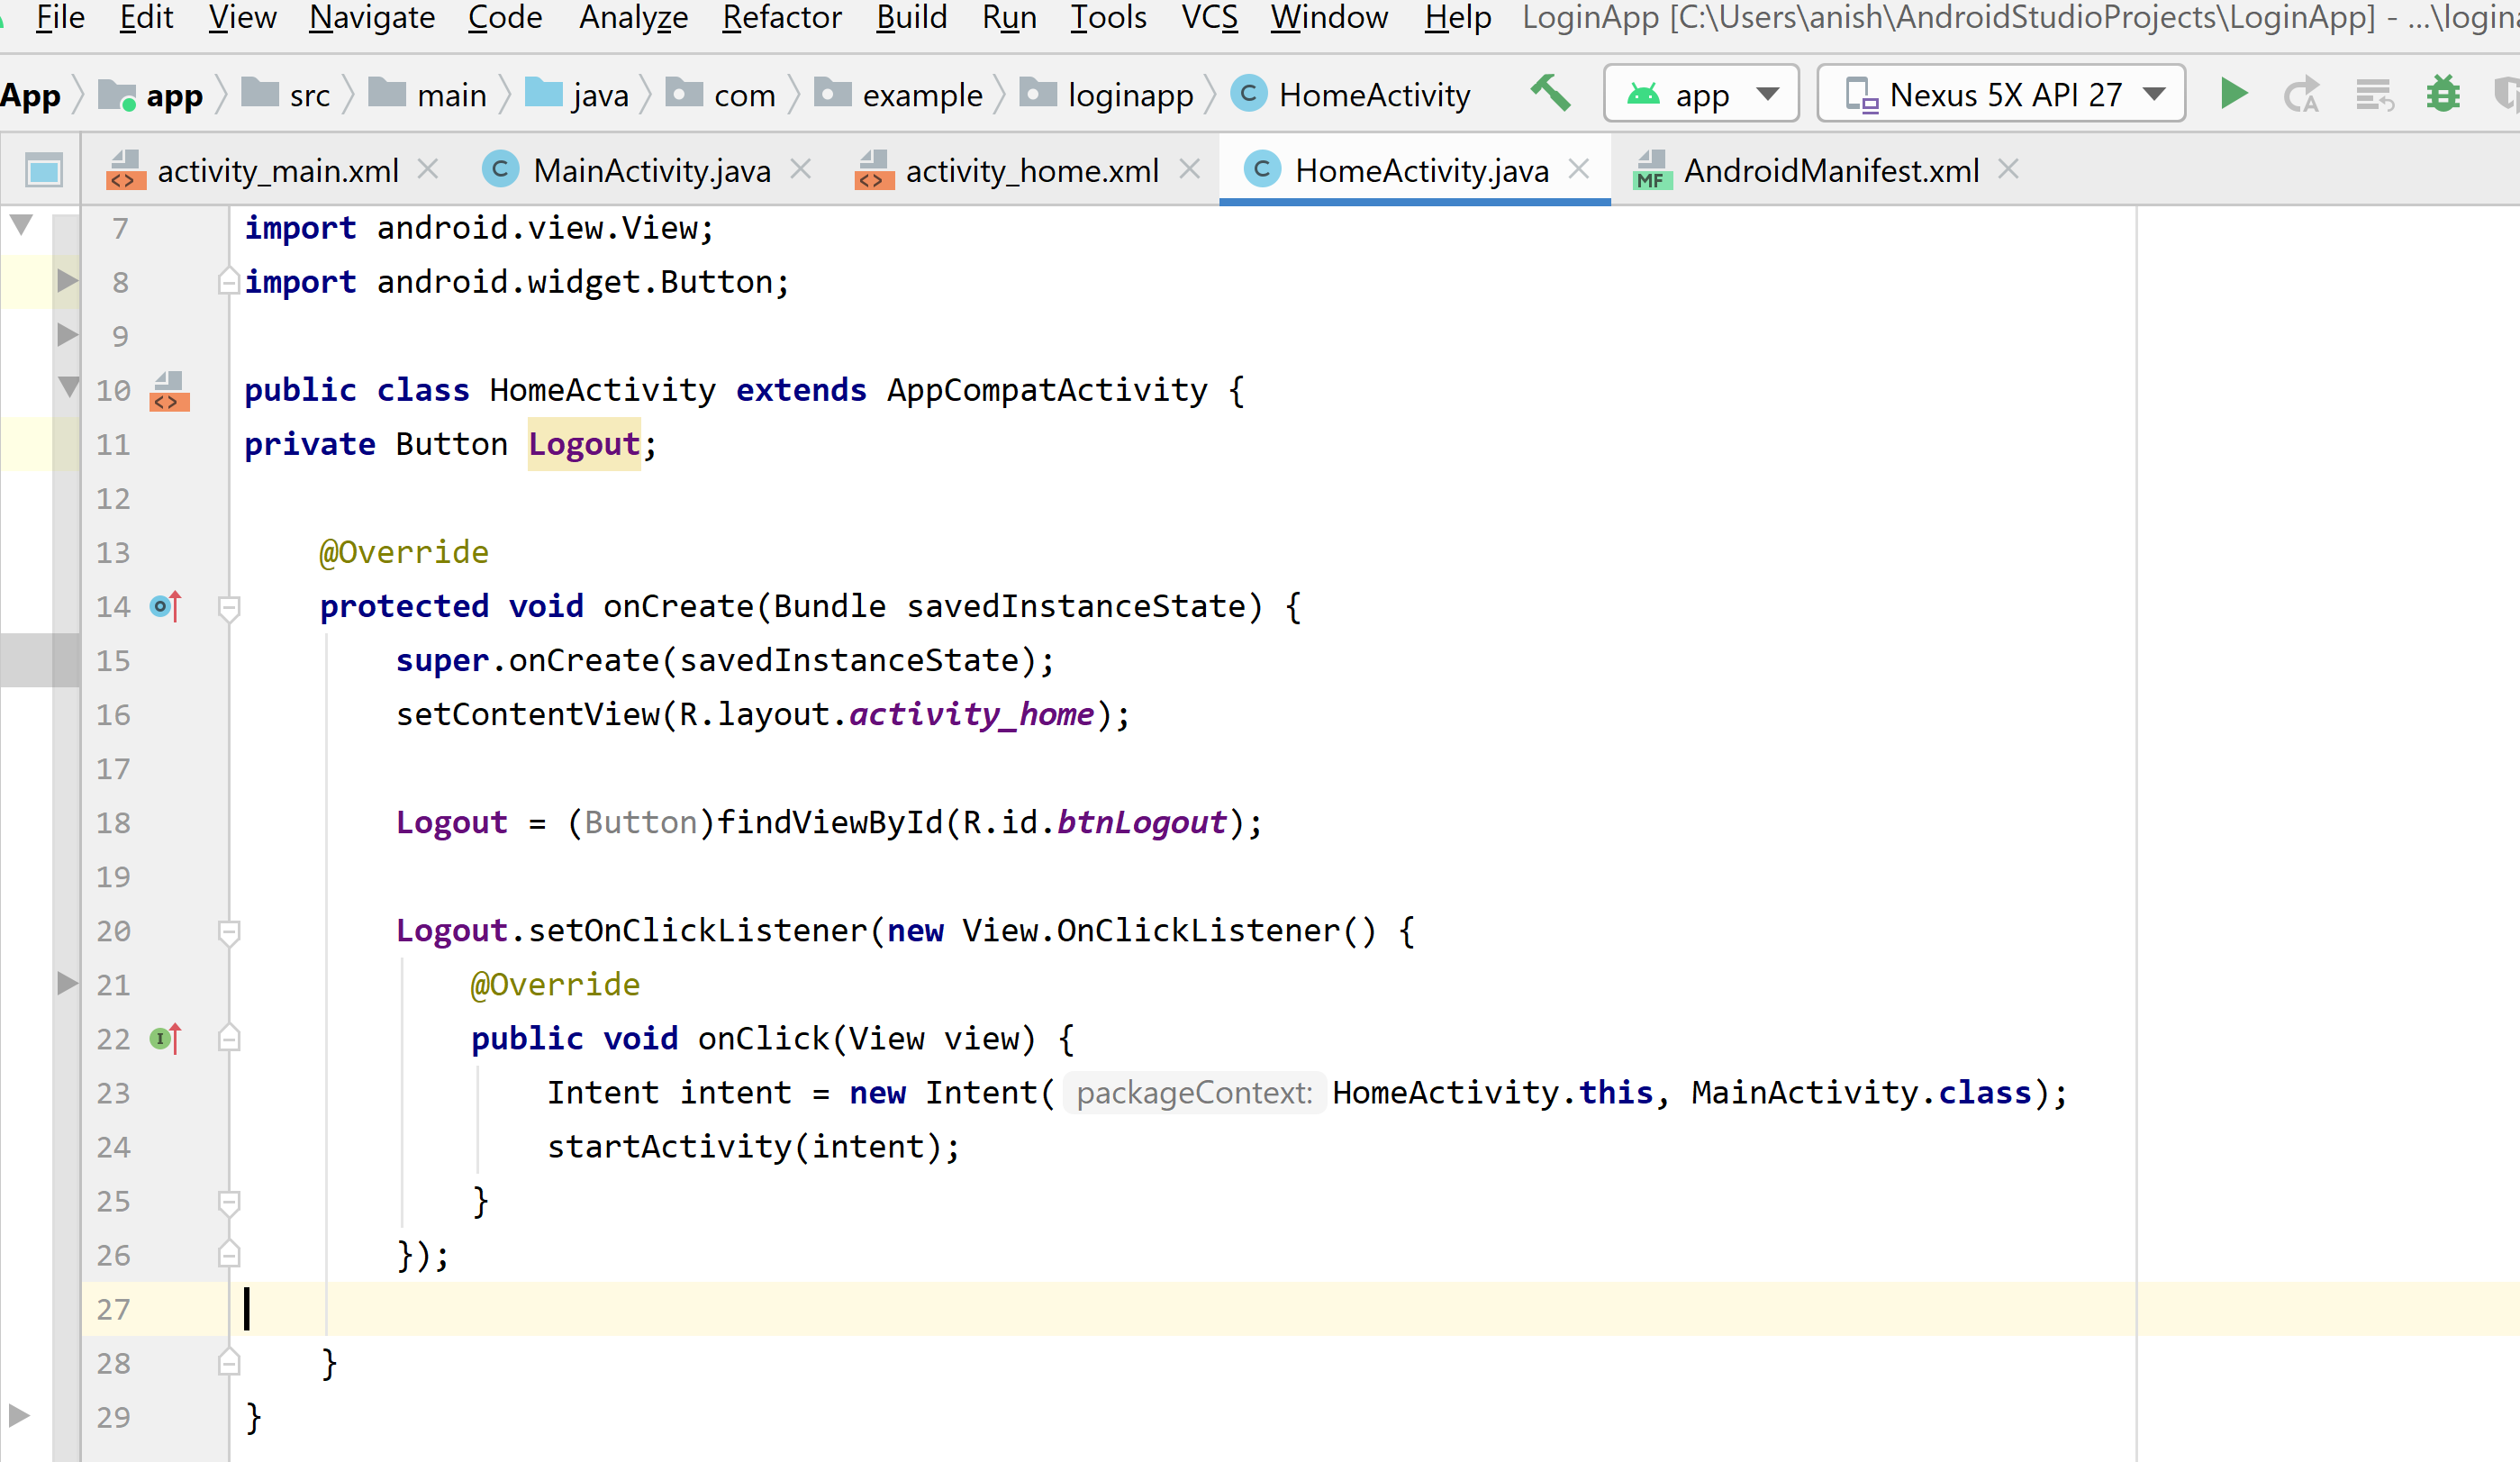 File Edit View Navigate Code Analyze Refactor Build Run Tools VCS Window Help LoginApp [C:\Users\anish\AndroidStudioProjects\LoginApp] - ...\logina
App app src main java com example loginapp C HomeActivity app Nexus 5X API 27
activity_main.xml C MainActivity.java activity_home.xml C HomeActivity.java MF AndroidManifest.xml
7 import android.view.View;
8 import android.widget.Button;
9
10 public class HomeActivity extends AppCompatActivity {
11 private Button Logout;
12
13 @Override
14 protected void onCreate(Bundle savedInstanceState) {
15 super.onCreate(savedInstanceState);
16 setContentView(R.layout.activity_home);
17
18 Logout = (Button)findViewById(R.id.btnLogout);
19
20 Logout.setOnClickListener(new View.OnClickListener() {
21 @Override
22 public void onClick(View view) {
23 Intent intent = new Intent( packageContext: HomeActivity.this, MainActivity.class);
24 startActivity(intent);
25 }
26 });
27
28 }
29 }